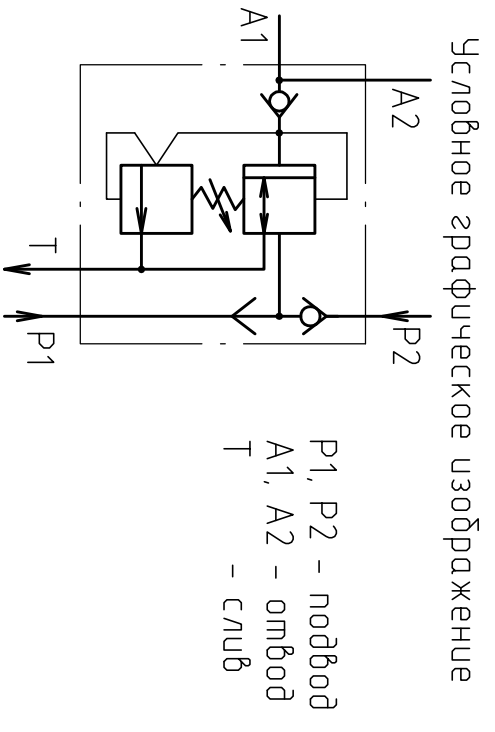 Условное графическое изображение
A1
A2
T
P1
P2
P1, P2 - подвод
A1, A2 - отвод
T - слив